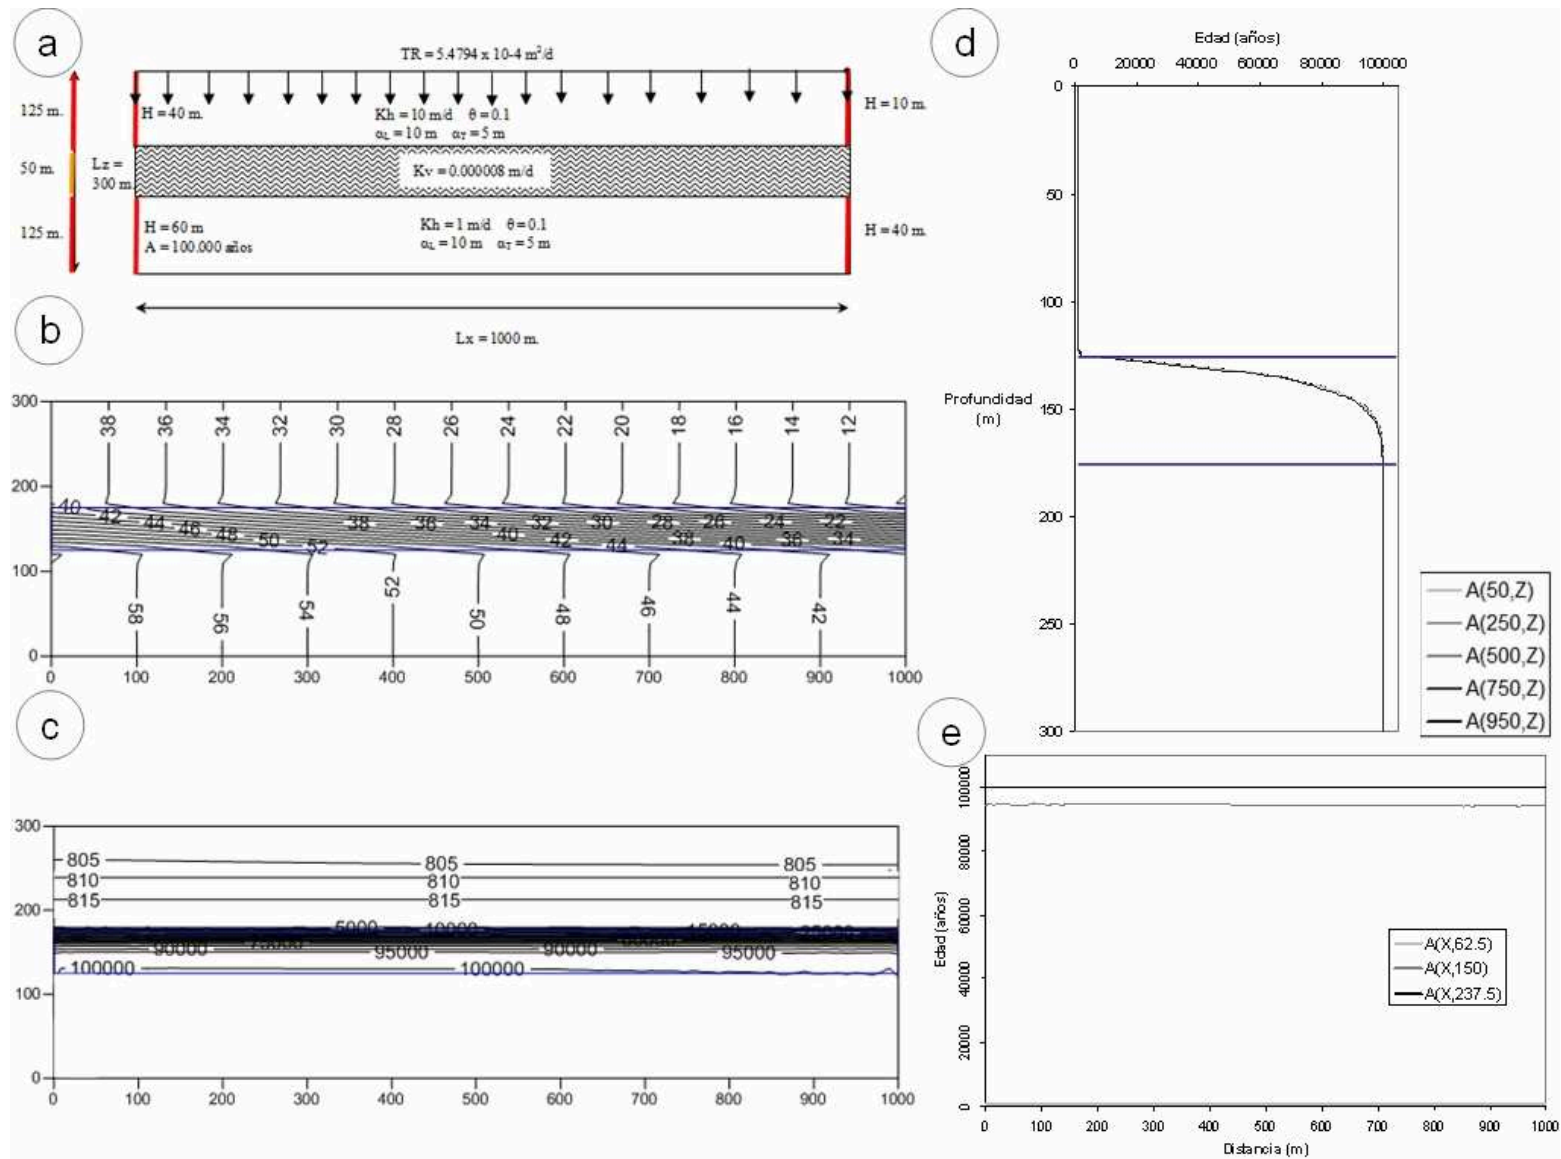 a
TR = 5.4794 x 10-4 m²/d
125 m.
H = 40 m.
Kh = 10 m/d θ = 0.1
αL = 10 m αT = 5 m
H = 10 m.
50 m.
Lz =
300 m.
Kv = 0.000008 m/d
125 m.
H = 60 m
A = 100.000 años
Kh = 1 m/d θ = 0.1
αL = 10 m αT = 5 m
H = 40 m.
Lx = 1000 m.
b
300
200
100
0
38 36 34 32 30 28 26 24 22 20 18 16 14 12
40 42 44 46 48 50 52
38 36 34 32 30 28 26 24 22
40 42 44 38 40 36 34
58 56 54 52 50 48 46 44 42
0 100 200 300 400 500 600 700 800 900 1000
c
300
200
100
0
805 805 805
810 810 810
815 815 815
5000 10000 15000
90000 75000 95000 90000 95000
100000 100000
0 100 200 300 400 500 600 700 800 900 1000
d
Edad (años)
0 20000 40000 60000 80000 100000
0
50
100
150
200
250
300
Profundidad
(m)
A(50,Z)
A(250,Z)
A(500,Z)
A(750,Z)
A(950,Z)
e
Edad (años)
100000
80000
60000
40000
20000
0
A(X,62.5)
A(X,150)
A(X,237.5)
0 100 200 300 400 500 600 700 800 900 1000
Distancia (m)